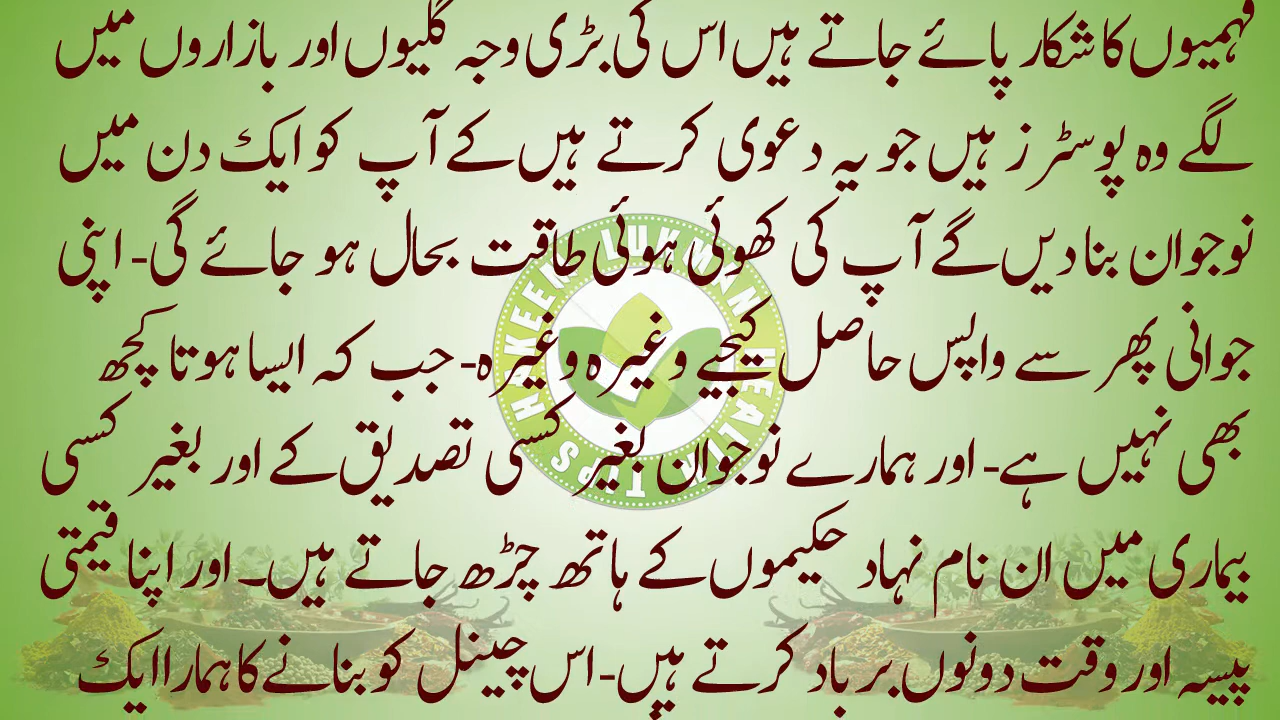 فہمیوں کا شکار پائے جاتے ہیں اس کی بڑی وجہ گلیوں اور بازاروں میں
لگے وہ پوسٹرز ہیں جو یہ دعوی کرتے ہیں کے آپ کو ایک دن میں
نوجوان بنا دیں گے آپ کی کھوئی ہوئی طاقت بحال ہو جائے گی۔ اپنی
جوانی پھر سے واپس حاصل کیجیے وغیرہ وغیرہ۔ جب کہ ایسا ہوتا کچھ
بھی نہیں ہے۔ اور ہمارے نوجوان بغیر کسی تصدیق کے اور بغیر کسی
بیماری میں ان نام نہاد حکیموں کے ہاتھ چڑھ جاتے ہیں۔ اور اپنا قیمتی
پیسہ اور وقت دونوں برباد کرتے ہیں۔ اس چینل کو بنانے کا ہمارا ایک
HAKEEM LUKMAN HEALTH TIPS